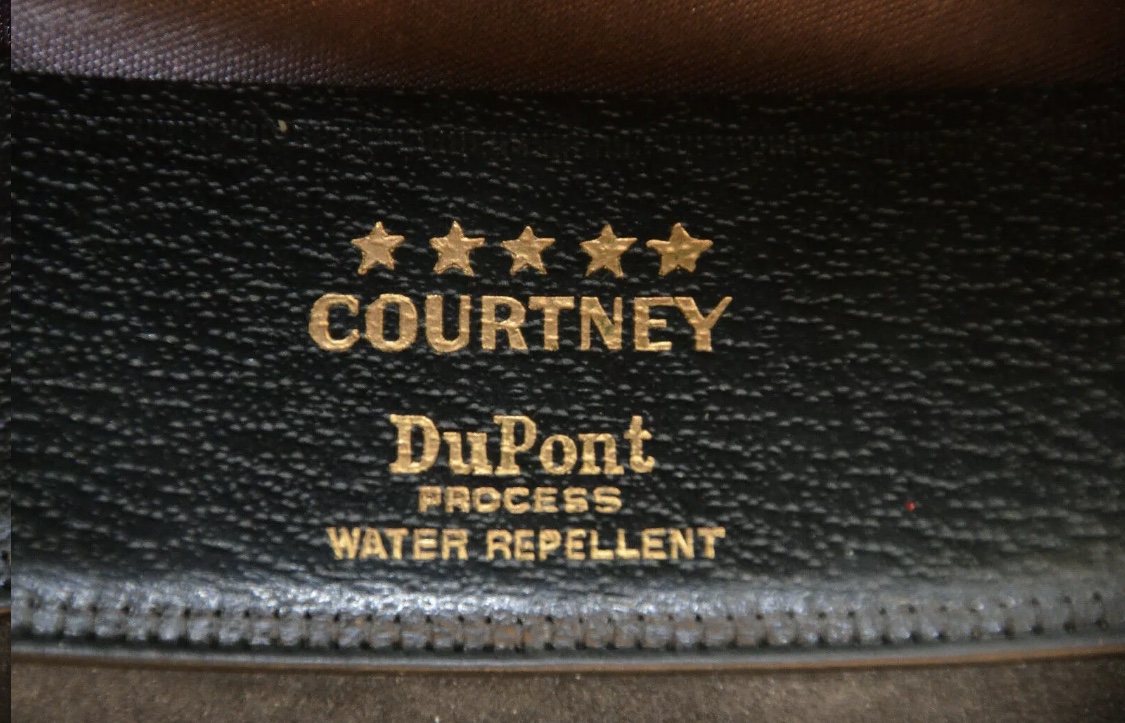 COURTNEY
DuPont
PROCESS
WATER REPELLENT